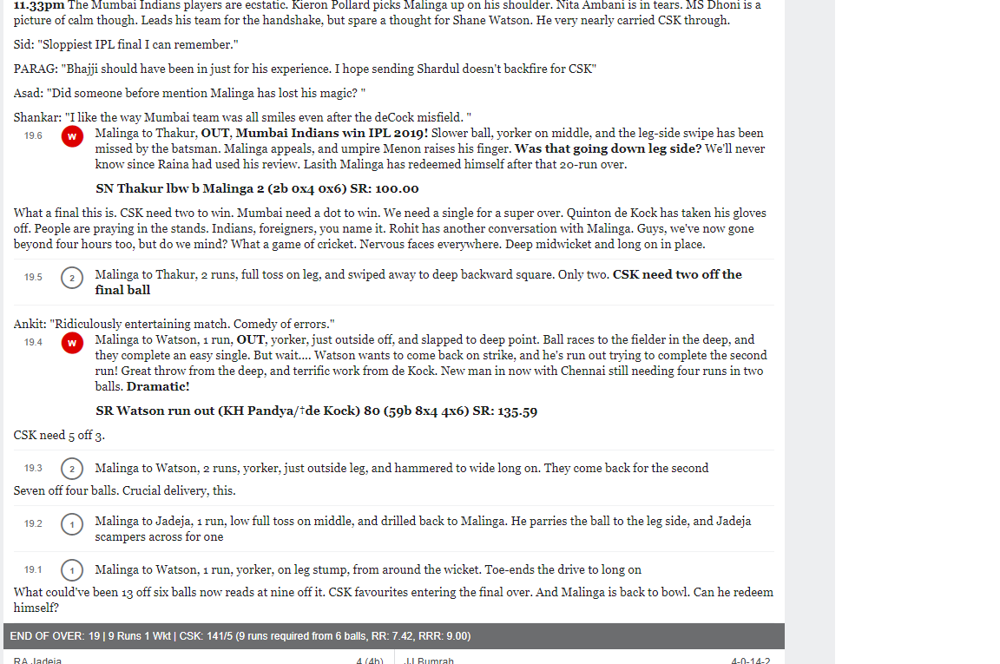 11.33pm The Mumbai Indians players are ecstatic. Kieron Pollard picks Malinga up on his shoulder. Nita Ambani is in tears. MS Dhoni is a
picture of calm though. Leads his team for the handshake, but spare a thought for Shane Watson. He very nearly carried CSK through.
Sid: "Sloppiest IPL final I can remember."
PARAG: "Bhajji should have been in just for his experience. I hope sending Shardul doesn't backfire for CSK"
Asad: "Did someone before mention Malinga has lost his magic? "
Shankar: "I like the way Mumbai team was all smiles even after the deCock misfield. "
19.6 W Malinga to Thakur, OUT, Mumbai Indians win IPL 2019! Slower ball, yorker on middle, and the leg-side swipe has been
missed by the batsman. Malinga appeals, and umpire Menon raises his finger. Was that going down leg side? We'll never
know since Raina had used his review. Lasith Malinga has redeemed himself after that 20-run over.
SN Thakur lbw b Malinga 2 (2b 0x4 0x6) SR: 100.00
What a final this is. CSK need two to win. Mumbai need a dot to win. We need a single for a super over. Quinton de Kock has taken his gloves
off. People are praying in the stands. Indians, foreigners, you name it. Rohit has another conversation with Malinga. Guys, we've now gone
beyond four hours too, but do we mind? What a game of cricket. Nervous faces everywhere. Deep midwicket and long on in place.
19.5 2 Malinga to Thakur, 2 runs, full toss on leg, and swiped away to deep backward square. Only two. CSK need two off the
final ball
Ankit: "Ridiculously entertaining match. Comedy of errors."
19.4 W Malinga to Watson, 1 run, OUT, yorker, just outside off, and slapped to deep point. Ball races to the fielder in the deep, and
they complete an easy single. But wait.... Watson wants to come back on strike, and he's run out trying to complete the second
run! Great throw from the deep, and terrific work from de Kock. New man in now with Chennai still needing four runs in two
balls. Dramatic!
SR Watson run out (KH Pandya/†de Kock) 80 (59b 8x4 4x6) SR: 135.59
CSK need 5 off 3.
19.3 2 Malinga to Watson, 2 runs, yorker, just outside leg, and hammered to wide long on. They come back for the second
Seven off four balls. Crucial delivery, this.
19.2 1 Malinga to Jadeja, 1 run, low full toss on middle, and drilled back to Malinga. He parries the ball to the leg side, and Jadeja
scampers across for one
19.1 1 Malinga to Watson, 1 run, yorker, on leg stump, from around the wicket. Toe-ends the drive to long on
What could've been 13 off six balls now reads at nine off it. CSK favourites entering the final over. And Malinga is back to bowl. Can he redeem
himself?
END OF OVER: 19 | 9 Runs 1 Wkt | CSK: 141/5 (9 runs required from 6 balls, RR: 7.42, RRR: 9.00)
RA Jadeja 4 (4b) JJ Bumrah 4-0-14-2